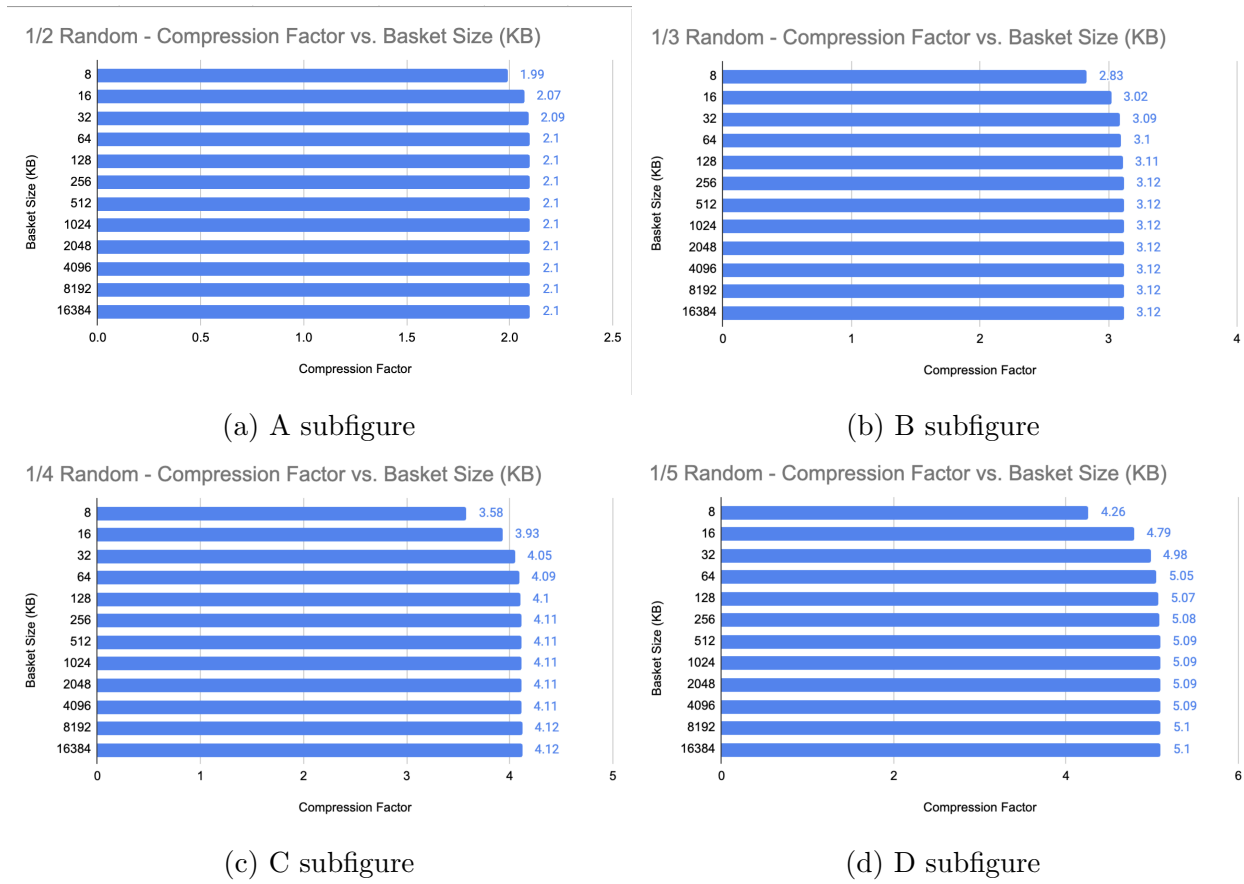 1/2 Random - Compression Factor vs. Basket Size (KB)
Basket Size (KB)
8 1.99
16 2.07
32 2.09
64 2.1
128 2.1
256 2.1
512 2.1
1024 2.1
2048 2.1
4096 2.1
8192 2.1
16384 2.1
0.0 0.5 1.0 1.5 2.0 2.5
Compression Factor
(a) A subfigure
1/3 Random - Compression Factor vs. Basket Size (KB)
Basket Size (KB)
8 2.83
16 3.02
32 3.09
64 3.1
128 3.11
256 3.12
512 3.12
1024 3.12
2048 3.12
4096 3.12
8192 3.12
16384 3.12
0 1 2 3 4
Compression Factor
(b) B subfigure
1/4 Random - Compression Factor vs. Basket Size (KB)
Basket Size (KB)
8 3.58
16 3.93
32 4.05
64 4.09
128 4.1
256 4.11
512 4.11
1024 4.11
2048 4.11
4096 4.11
8192 4.12
16384 4.12
0 1 2 3 4 5
Compression Factor
(c) C subfigure
1/5 Random - Compression Factor vs. Basket Size (KB)
Basket Size (KB)
8 4.26
16 4.79
32 4.98
64 5.05
128 5.07
256 5.08
512 5.09
1024 5.09
2048 5.09
4096 5.09
8192 5.1
16384 5.1
0 2 4 6
Compression Factor
(d) D subfigure